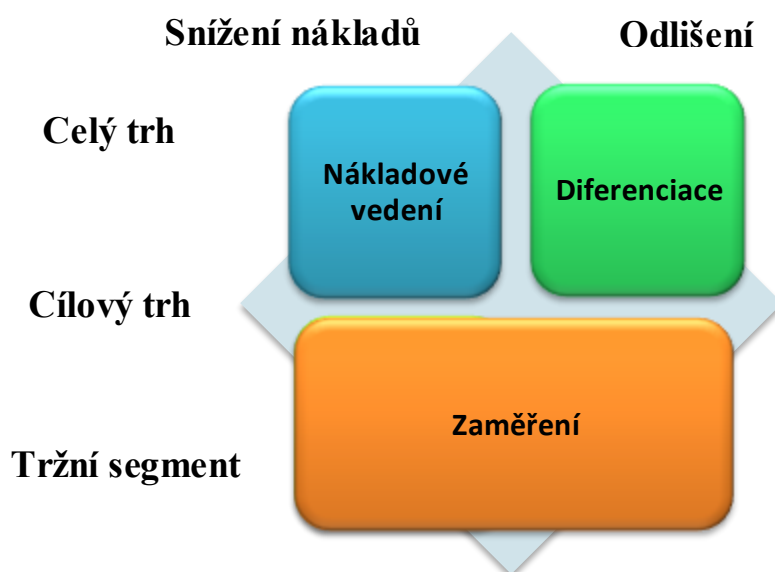 Snížení nákladů
Odlišení
Celý trh
Nákladové
vedení
Diferenciace
Cílový trh
Zaměření
Tržní segment